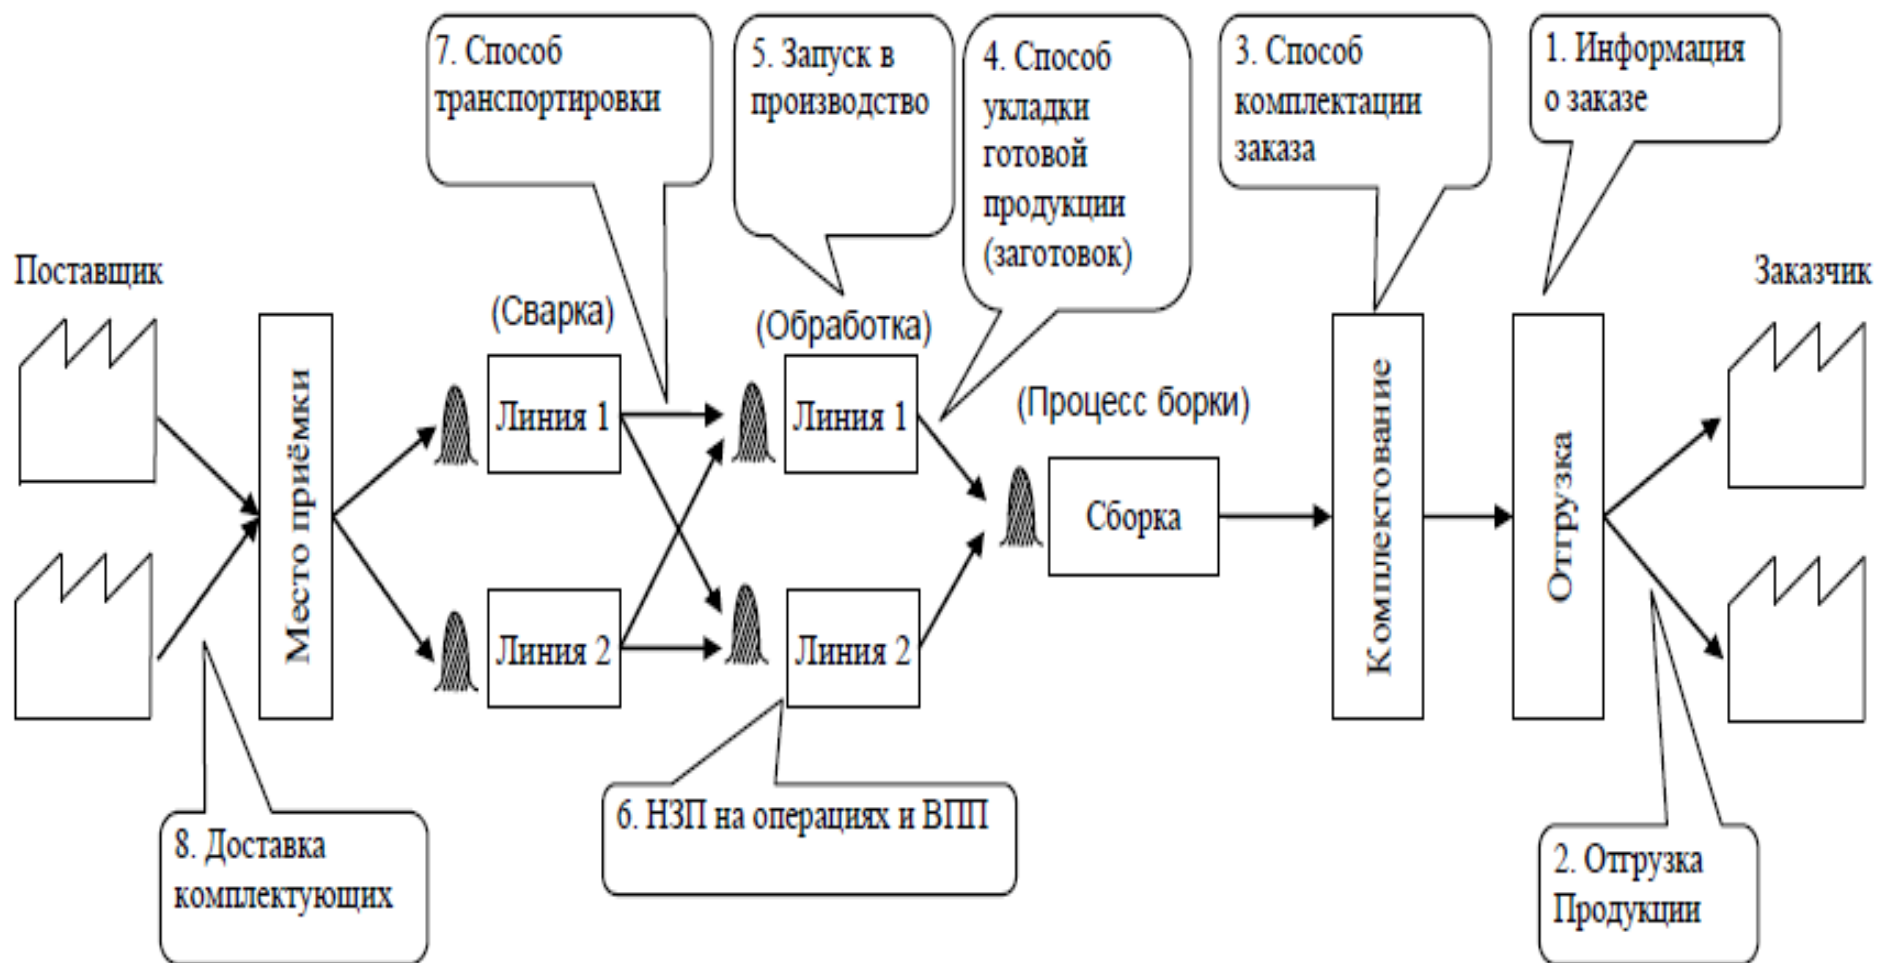 7. Способ
транспортировки
5. Запуск в
производство
4. Способ
укладки
готовой
продукции
(заготовок)
3. Способ
комплектации
заказа
1. Информация
о заказе
Поставщик
Заказчик
(Сварка)
(Обработка)
(Процесс борки)
Место приёмки
Линия 1
Линия 1
Сборка
Комплектование
Отгрузка
Линия 2
Линия 2
6. НЗП на операциях и ВПП
8. Доставка
комплектующих
2. Отгрузка
Продукции